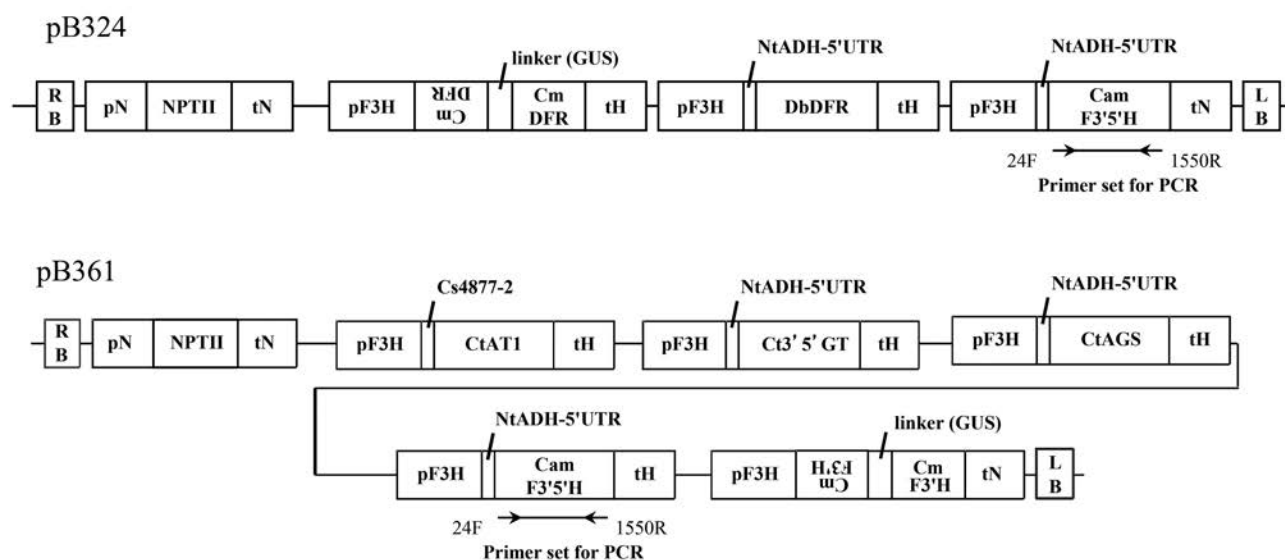 pB324
linker (GUS)
NtADH-5'UTR
NtADH-5'UTR
R
B
pN
NPTII
tN
pF3H
Cm
DFR
Cm
DFR
tH
pF3H
DbDFR
tH
pF3H
Cam
F3'5'H
tN
L
B
24F
1550R
Primer set for PCR
pB361
Cs4877-2
NtADH-5'UTR
NtADH-5'UTR
R
B
pN
NPTII
tN
pF3H
CtAT1
tH
pF3H
Ct3' 5' GT
tH
pF3H
CtAGS
tH
NtADH-5'UTR
linker (GUS)
pF3H
Cam
F3'5'H
tH
pF3H
Cm
F3'H
Cm
F3'H
tN
L
B
24F
1550R
Primer set for PCR